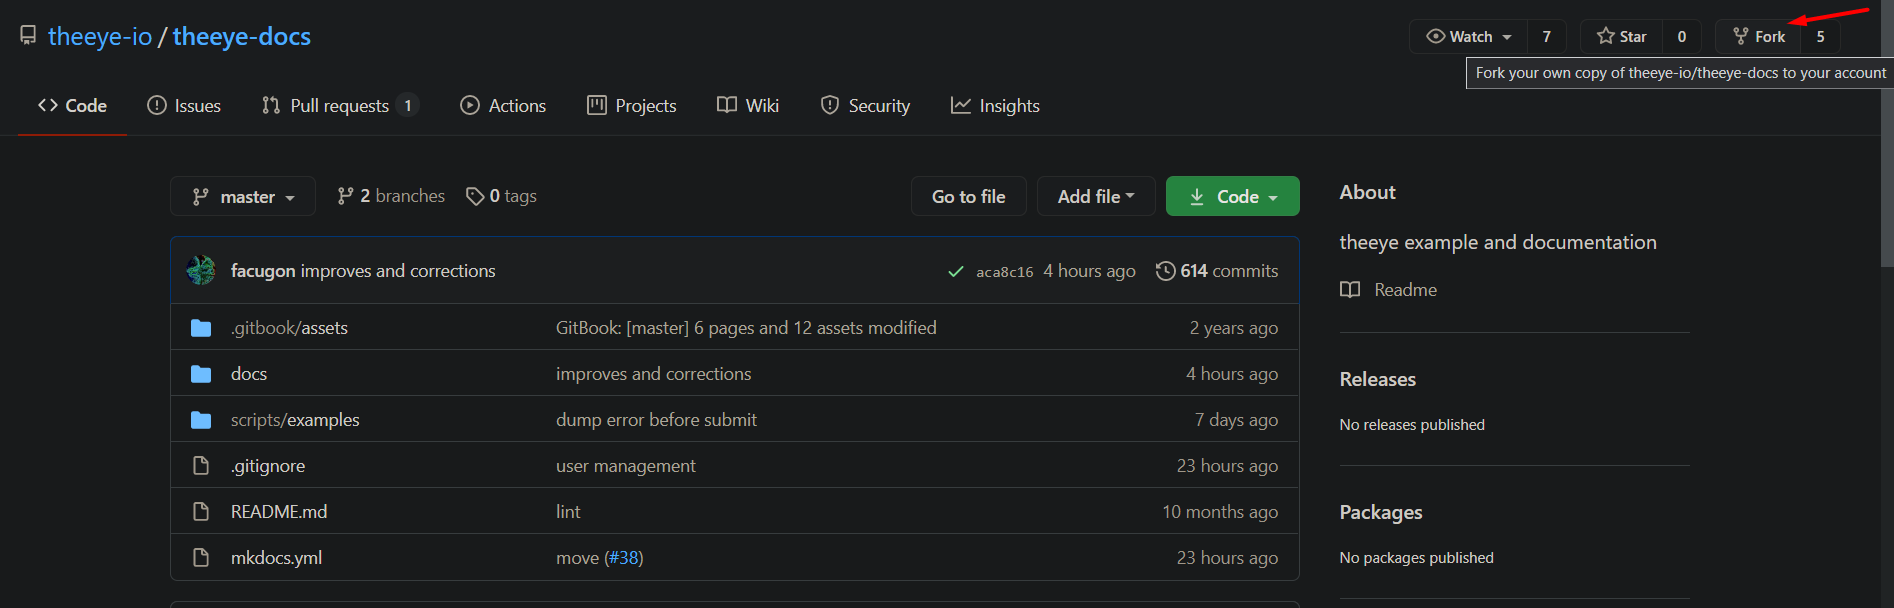 theeye-io / theeye-docs
Watch 7 Star 0 Fork 5
Fork your own copy of theeye-io/theeye-docs to your account
Code Issues Pull requests 1 Actions Projects Wiki Security Insights
master 2 branches 0 tags Go to file Add file Code
facugon improves and corrections aca8c16 4 hours ago 614 commits
.gitbook/assets GitBook: [master] 6 pages and 12 assets modified 2 years ago
docs improves and corrections 4 hours ago
scripts/examples dump error before submit 7 days ago
.gitignore user management 23 hours ago
README.md lint 10 months ago
mkdocs.yml move (#38) 23 hours ago
About
theeye example and documentation
Readme
Releases
No releases published
Packages
No packages published